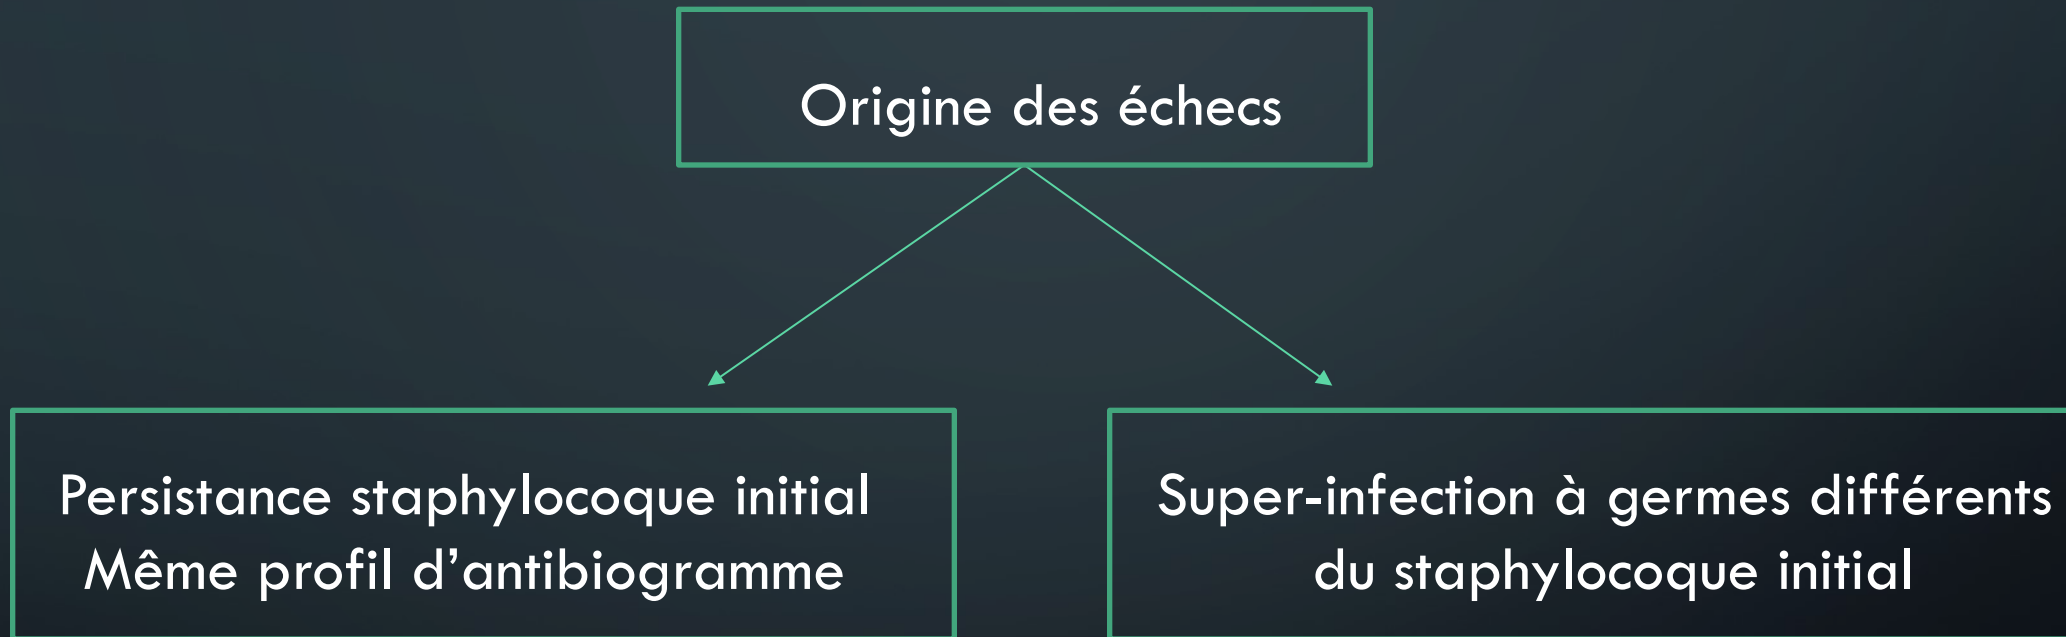 Origine des échecs
Persistance staphylocoque initial
Même profil d’antibiogramme
Super-infection à germes différents
du staphylocoque initial